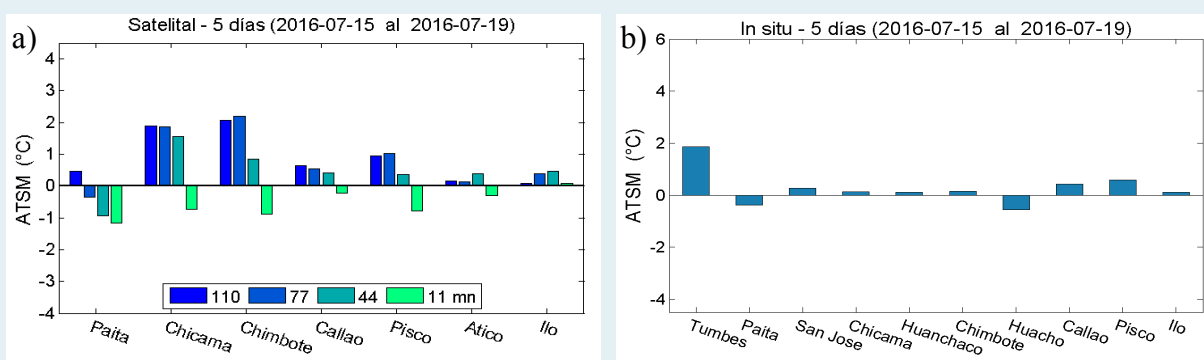 a)
Satelital - 5 días (2016-07-15 al 2016-07-19)
ATSM (°C)
4
3
2
1
0
-1
-2
-3
-4
110 77 44 11 mn
Paita Chicama Chimbote Callao Pisco Atico Ilo
b)
In situ - 5 días (2016-07-15 al 2016-07-19)
ATSM (°C)
6
4
2
0
-2
-4
Tumbes Paita San Jose Chicama Huanchaco Chimbote Huacho Callao Pisco Ilo